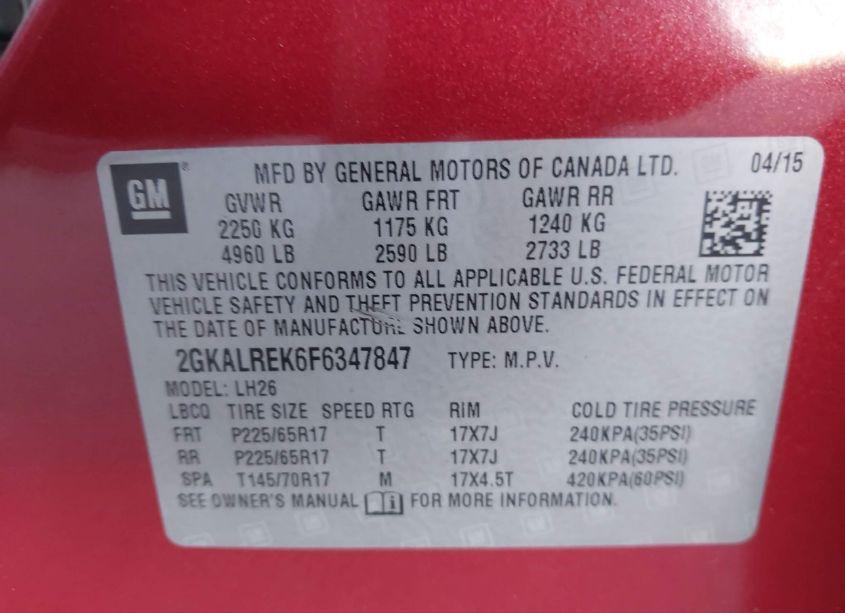 GM
MFD BY GENERAL MOTORS OF CANADA LTD. 04/15
GVWR GAWR FRT GAWR RR
2250 KG 1175 KG 1240 KG
4960 LB 2590 LB 2733 LB
THIS VEHICLE CONFORMS TO ALL APPLICABLE U.S. FEDERAL MOTOR
VEHICLE SAFETY AND THEFT PREVENTION STANDARDS IN EFFECT ON
THE DATE OF MANUFACTURE SHOWN ABOVE.
2GKALREK6F6347847 TYPE: M.P.V.
MODEL: LH26
LBCQ TIRE SIZE SPEED RTG RIM COLD TIRE PRESSURE
FRT P225/65R17 T 17X7J 240KPA(35PSI)
RR P225/65R17 T 17X7J 240KPA(35PSI)
SPA T145/70R17 M 17X4.5T 420KPA(60PSI)
SEE OWNER'S MANUAL i FOR MORE INFORMATION.